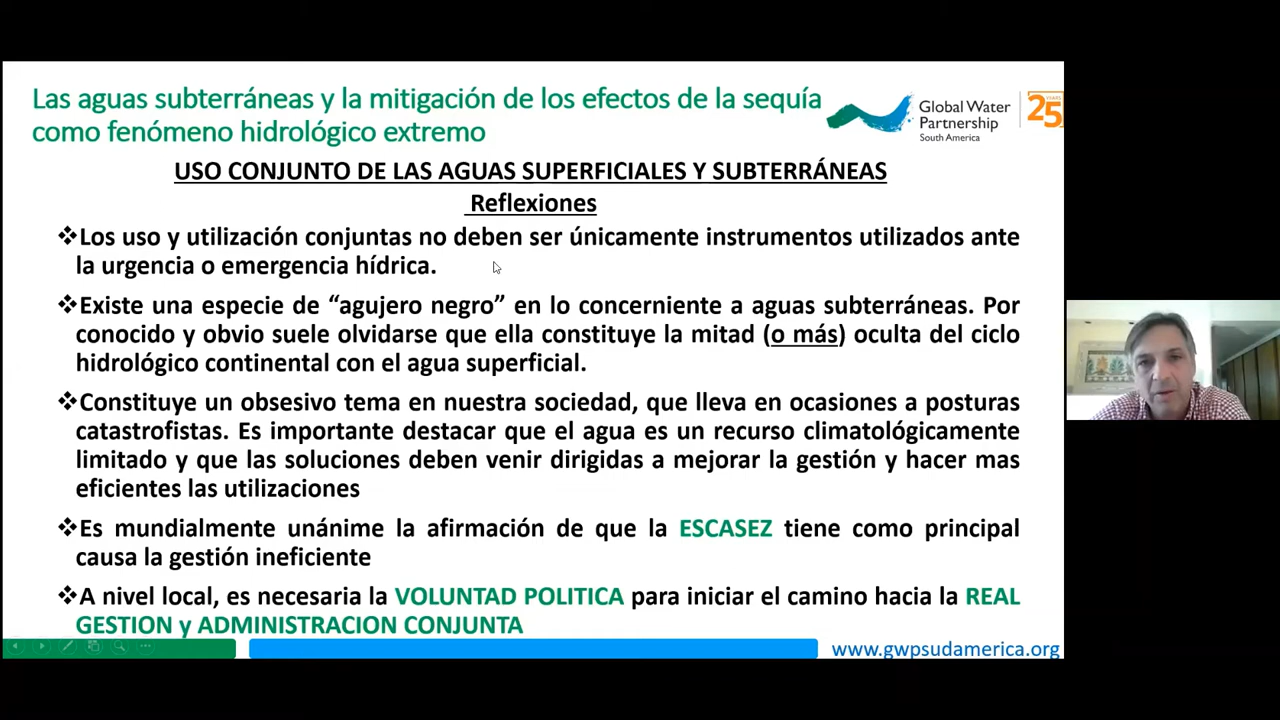 Las aguas subterráneas y la mitigación de los efectos de la sequía
como fenómeno hidrológico extremo
Global Water
Partnership
South America
25
YEARS
USO CONJUNTO DE LAS AGUAS SUPERFICIALES Y SUBTERRÁNEAS
Reflexiones
❖Los uso y utilización conjuntas no deben ser únicamente instrumentos utilizados ante
la urgencia o emergencia hídrica.
❖Existe una especie de “agujero negro” en lo concerniente a aguas subterráneas. Por
conocido y obvio suele olvidarse que ella constituye la mitad (o más) oculta del ciclo
hidrológico continental con el agua superficial.
❖Constituye un obsesivo tema en nuestra sociedad, que lleva en ocasiones a posturas
catastrofistas. Es importante destacar que el agua es un recurso climatológicamente
limitado y que las soluciones deben venir dirigidas a mejorar la gestión y hacer mas
eficientes las utilizaciones
❖Es mundialmente unánime la afirmación de que la ESCASEZ tiene como principal
causa la gestión ineficiente
❖A nivel local, es necesaria la VOLUNTAD POLITICA para iniciar el camino hacia la REAL
GESTION y ADMINISTRACION CONJUNTA
www.gwpsudamerica.org